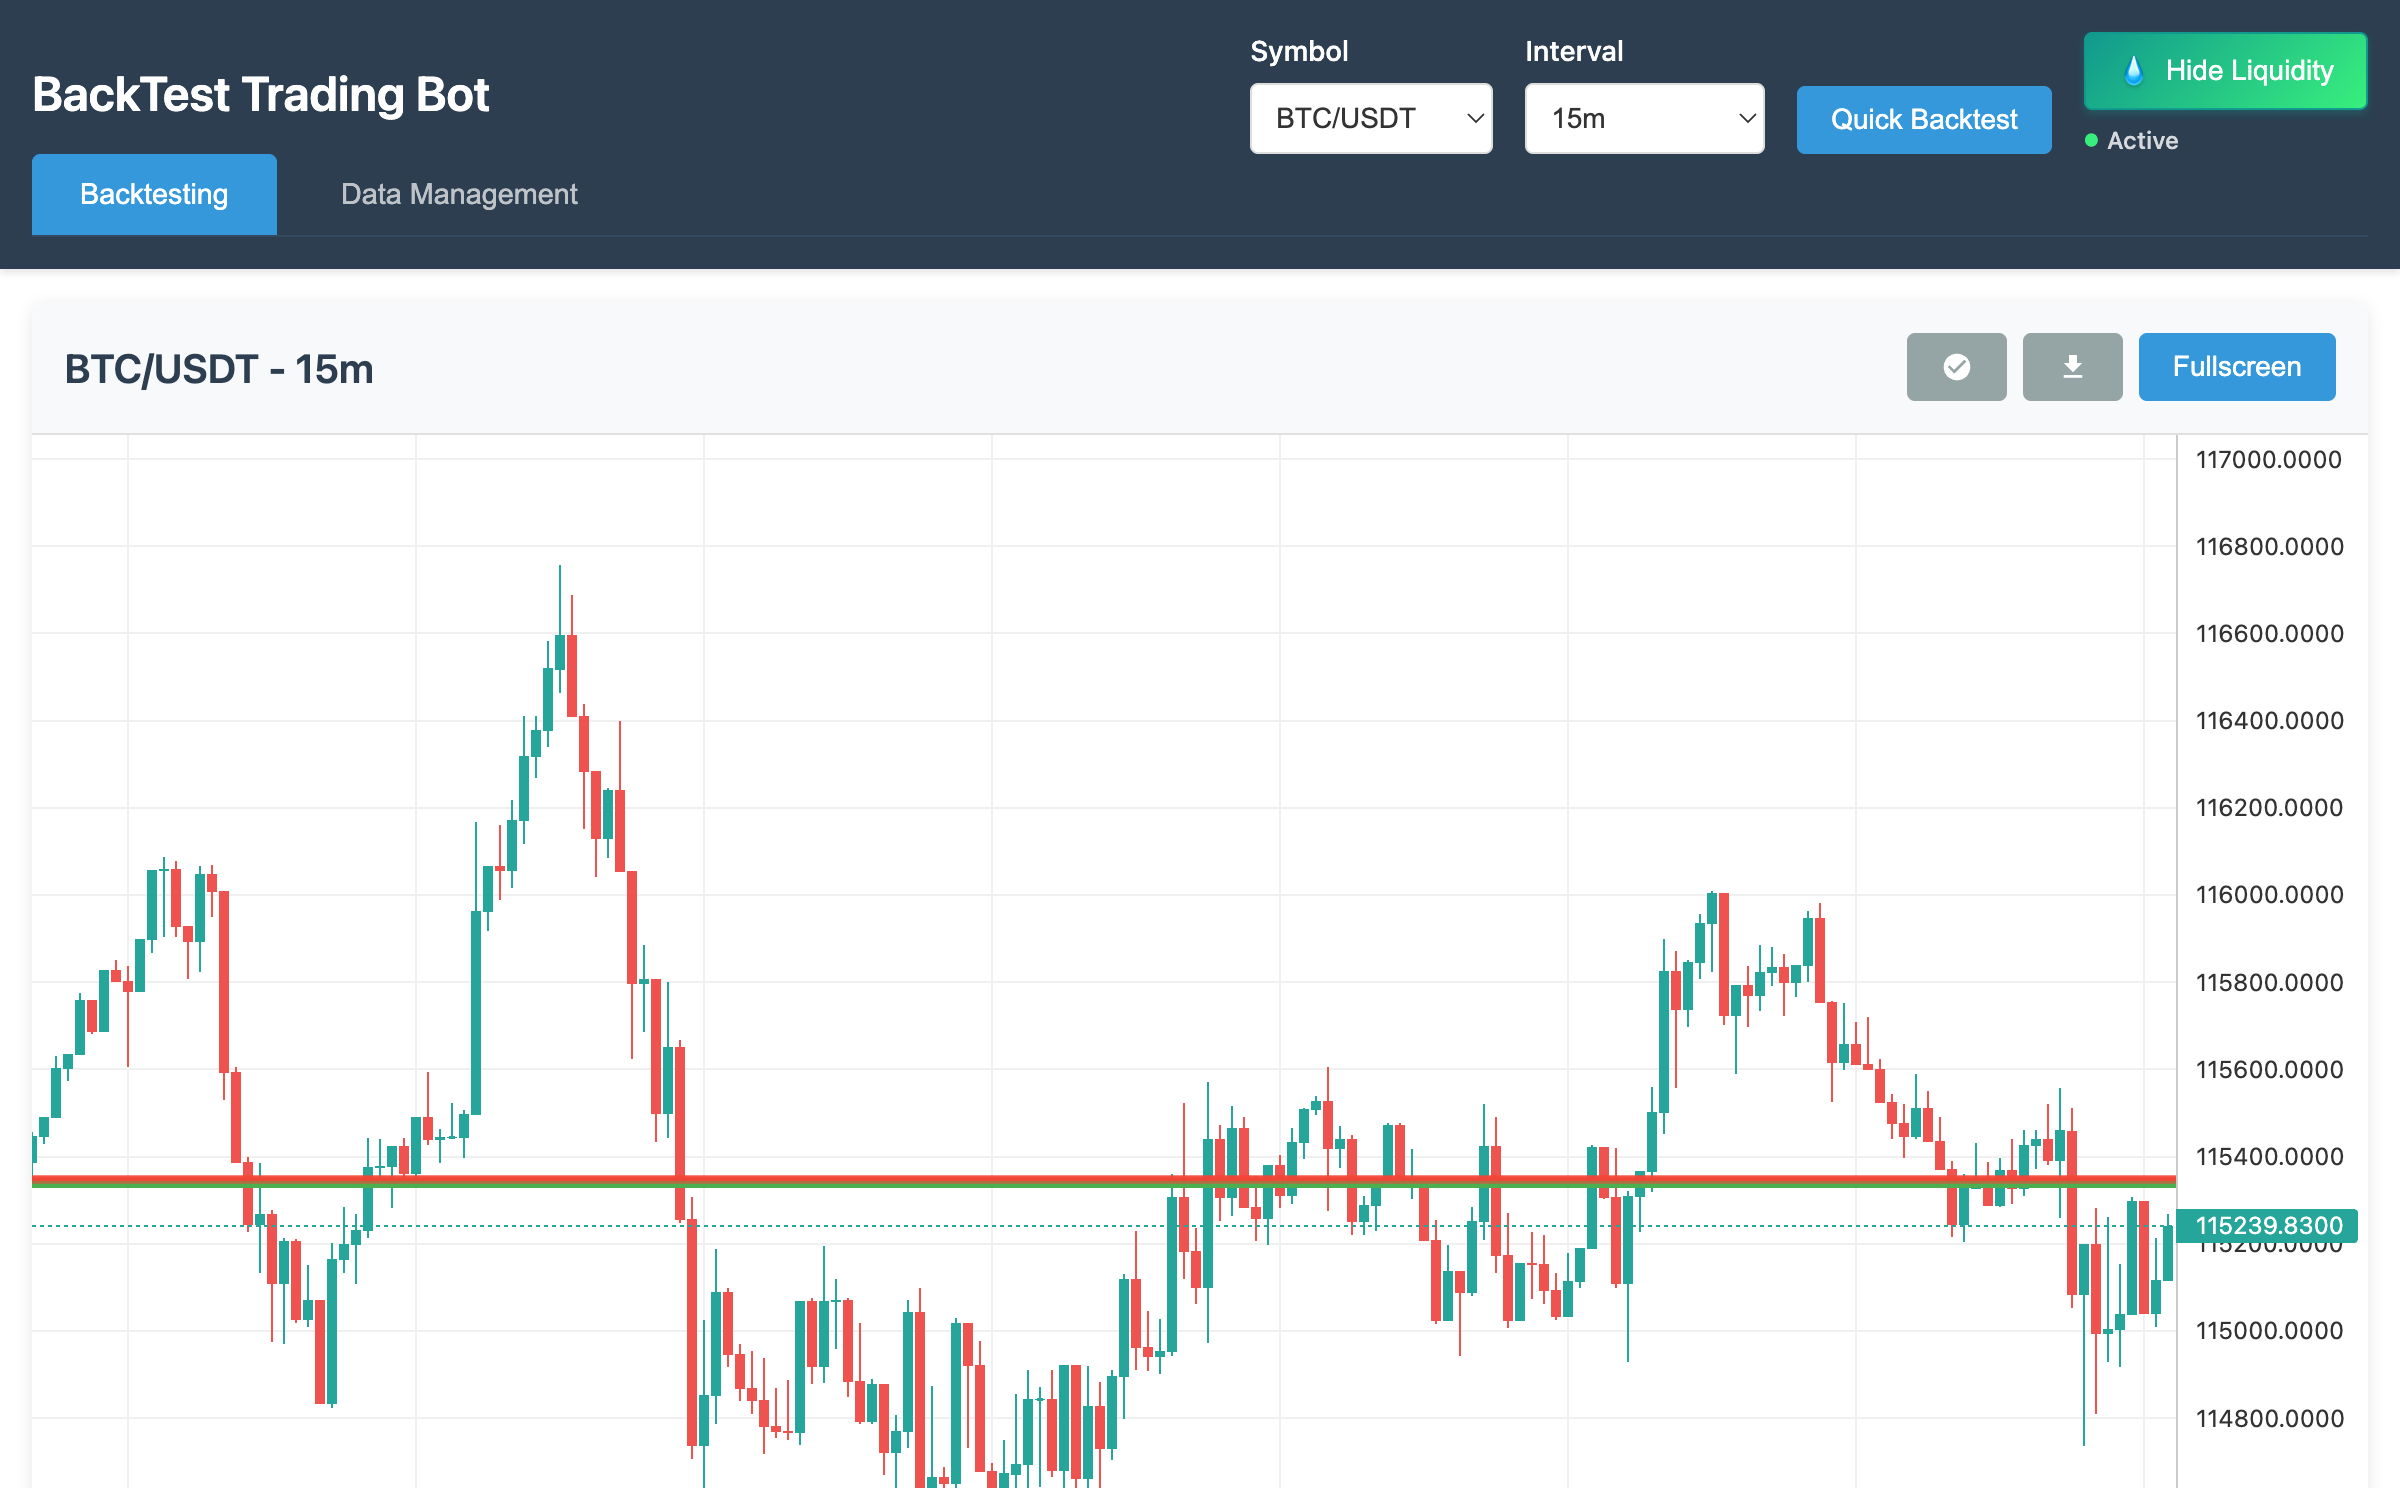 BackTest Trading Bot
Symbol
BTC/USDT
Interval
15m
Quick Backtest
Hide Liquidity
Active
Backtesting
Data Management
BTC/USDT - 15m
Fullscreen
117000.0000
116800.0000
116600.0000
116400.0000
116200.0000
116000.0000
115800.0000
115600.0000
115400.0000
115239.8300
115200.0000
115000.0000
114800.0000